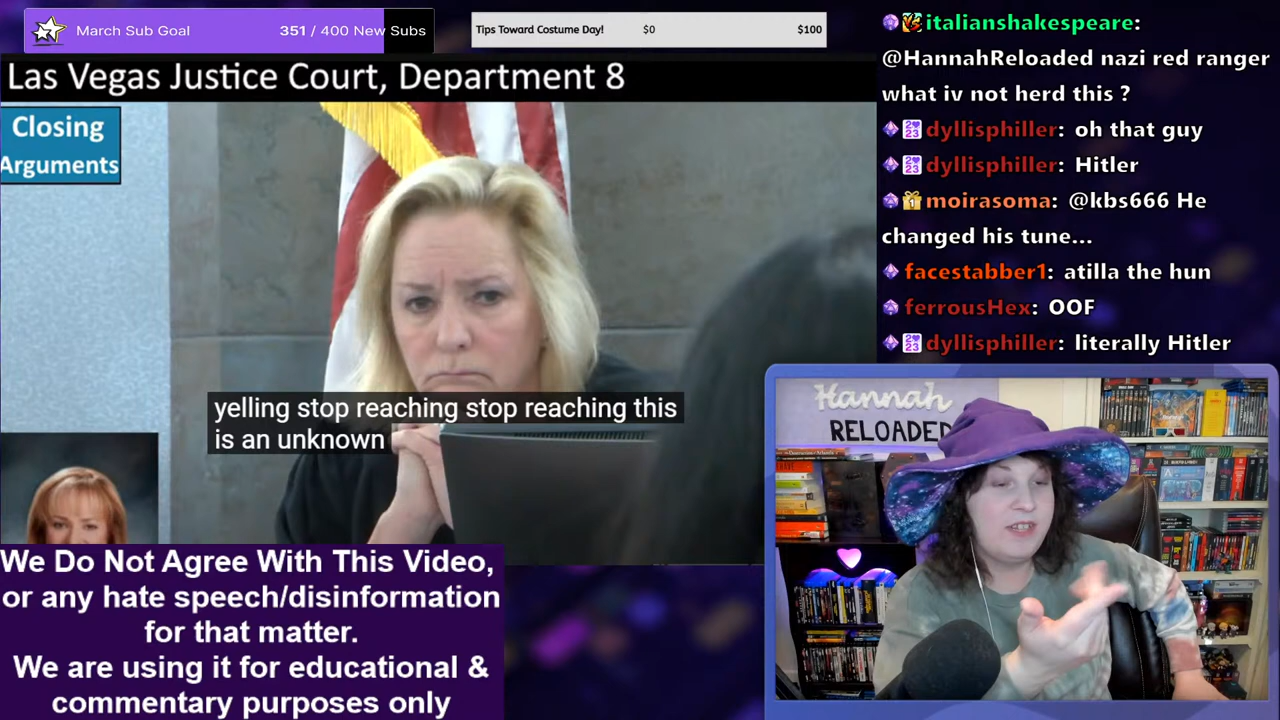 March Sub Goal 351 / 400 New Subs
Tips Toward Costume Day! $0 $100
Las Vegas Justice Court, Department 8
Closing
Arguments
yelling stop reaching stop reaching this
is an unknown
We Do Not Agree With This Video,
or any hate speech/disinformation
for that matter.
We are using it for educational &
commentary purposes only
italianshakespeare:
@HannahReloaded nazi red ranger
what iv not herd this ?
dyllisphiller: oh that guy
dyllisphiller: Hitler
moirasoma: @kbs666 He
changed his tune...
facestabber1: atilla the hun
ferrousHex: OOF
dyllisphiller: literally Hitler
Hannah
RELOADED